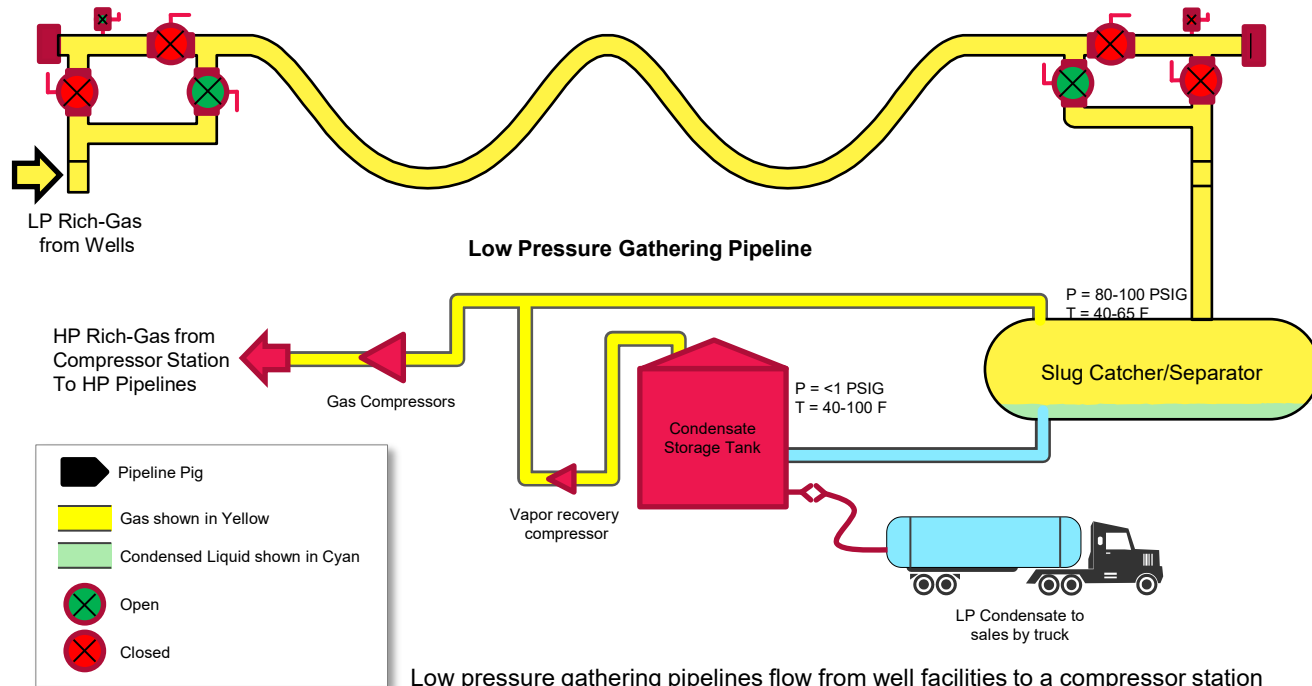 LP Rich-Gas
from Wells
Low Pressure Gathering Pipeline
P = 80-100 PSIG
T = 40-65 F
HP Rich-Gas from
Compressor Station
To HP Pipelines
Gas Compressors
Slug Catcher/Separator
P = <1 PSIG
T = 40-100 F
Condensate
Storage Tank
Vapor recovery
compressor
LP Condensate to
sales by truck
Pipeline Pig
Gas shown in Yellow
Condensed Liquid shown in Cyan
Open
Closed
Low pressure gathering pipelines flow from well facilities to a compressor station